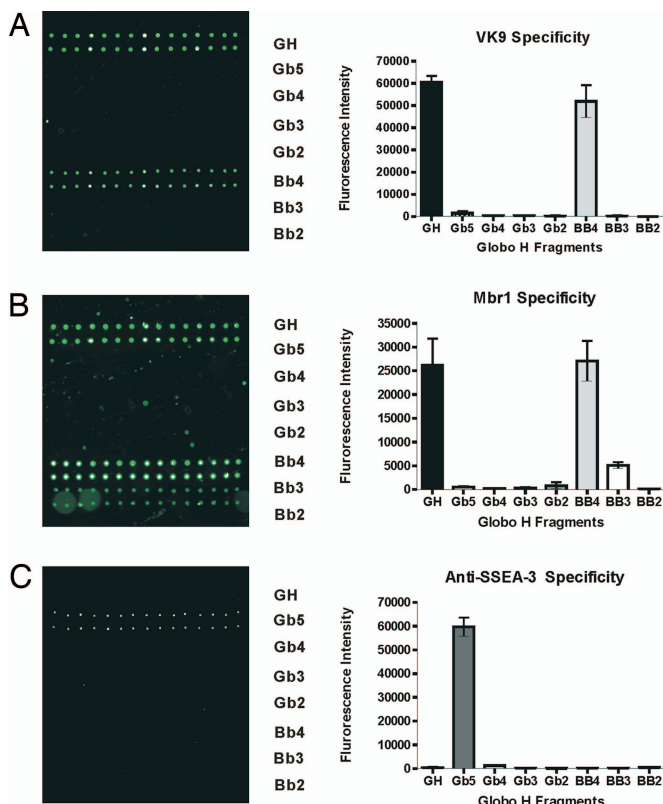 A
GH
Gb5
Gb4
Gb3
Gb2
Bb4
Bb3
Bb2
VK9 Specificity
Flurorescence Intensity
70000
60000
50000
40000
30000
20000
10000
0
GH Gb5 Gb4 Gb3 Gb2 BB4 BB3 BB2
Globo H Fragments
B
GH
Gb5
Gb4
Gb3
Gb2
Bb4
Bb3
Bb2
Mbr1 Specificity
Flurorescence Intensity
35000
30000
25000
20000
15000
10000
5000
0
GH Gb5 Gb4 Gb3 Gb2 BB4 BB3 BB2
Globo H Fragments
C
GH
Gb5
Gb4
Gb3
Gb2
Bb4
Bb3
Bb2
Anti-SSEA-3 Specificity
Flurorescence Intensity
70000
60000
50000
40000
30000
20000
10000
0
GH Gb5 Gb4 Gb3 Gb2 BB4 BB3 BB2
Globo H Fragments